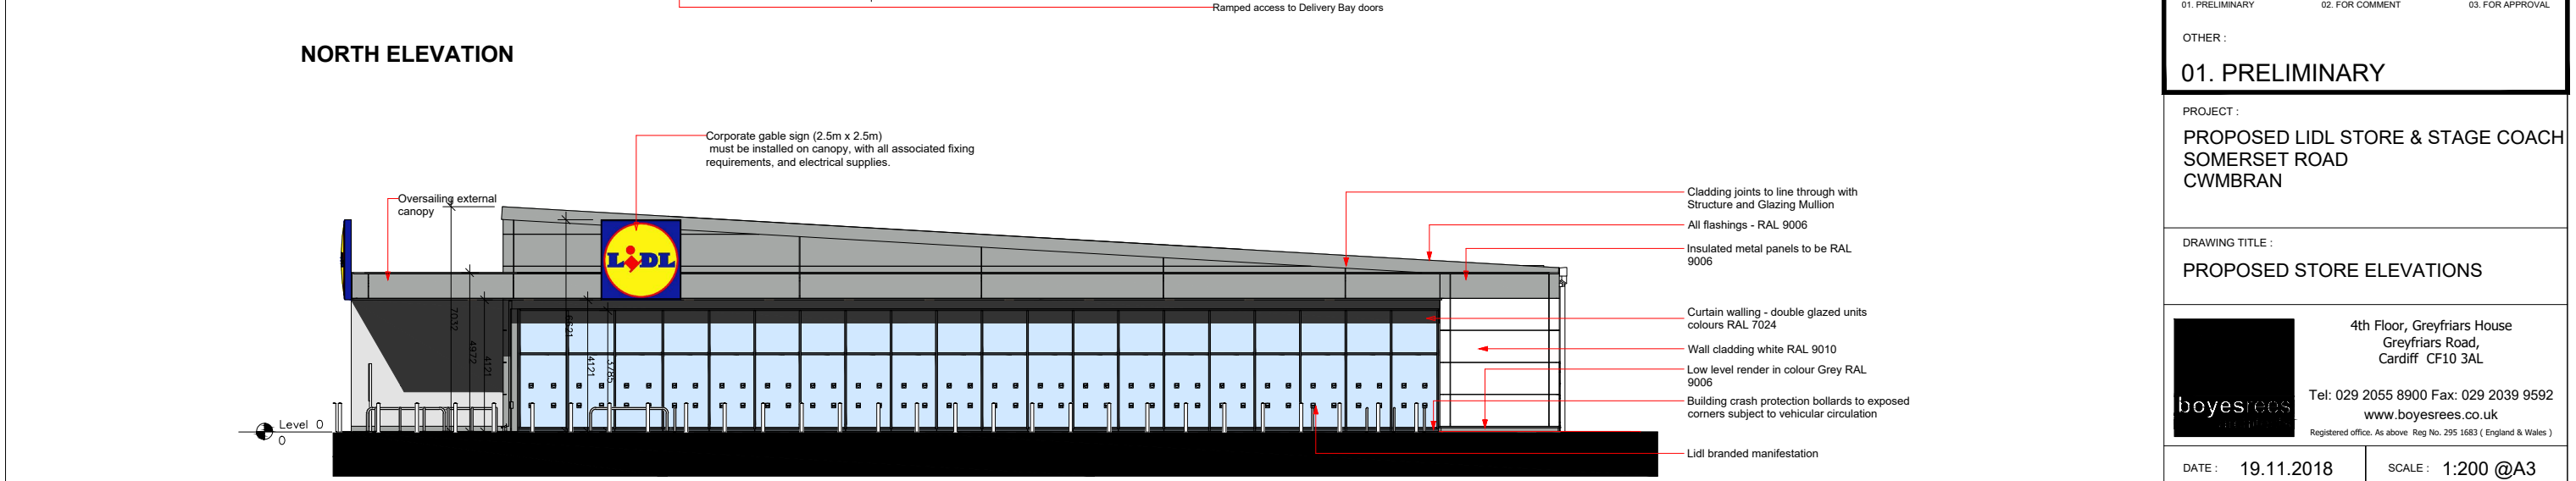 Ramped access to Delivery Bay doors
NORTH ELEVATION
Corporate gable sign (2.5m x 2.5m)
must be installed on canopy, with all associated fixing
requirements, and electrical supplies.
Oversailing external
canopy
LiDL
7032
4972
4121
5621
4121
3785
Level 0
0
Cladding joints to line through with
Structure and Glazing Mullion
All flashings - RAL 9006
Insulated metal panels to be RAL
9006
Curtain walling - double glazed units
colours RAL 7024
Wall cladding white RAL 9010
Low level render in colour Grey RAL
9006
Building crash protection bollards to exposed
corners subject to vehicular circulation
Lidl branded manifestation
01. PRELIMINARY 02. FOR COMMENT 03. FOR APPROVAL
OTHER :
01. PRELIMINARY
PROJECT :
PROPOSED LIDL STORE & STAGE COACH
SOMERSET ROAD
CWMBRAN
DRAWING TITLE :
PROPOSED STORE ELEVATIONS
boyesrees
4th Floor, Greyfriars House
Greyfriars Road,
Cardiff CF10 3AL
Tel: 029 2055 8900 Fax: 029 2039 9592
www.boyesrees.co.uk
Registered office. As above Reg No. 295 1683 ( England & Wales )
DATE : 19.11.2018 SCALE : 1:200 @A3